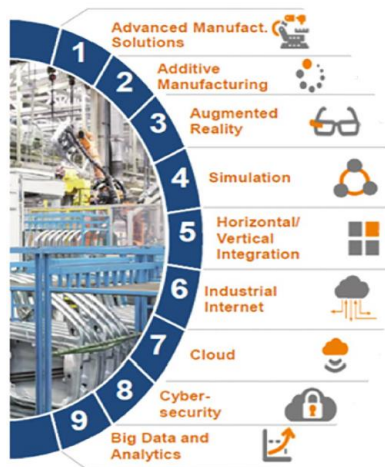 1
Advanced Manufact.
Solutions
2
Additive
Manufacturing
3
Augmented
Reality
4
Simulation
5
Horizontal/
Vertical
Integration
6
Industrial
Internet
7
Cloud
8
Cyber-
security
9
Big Data and
Analytics